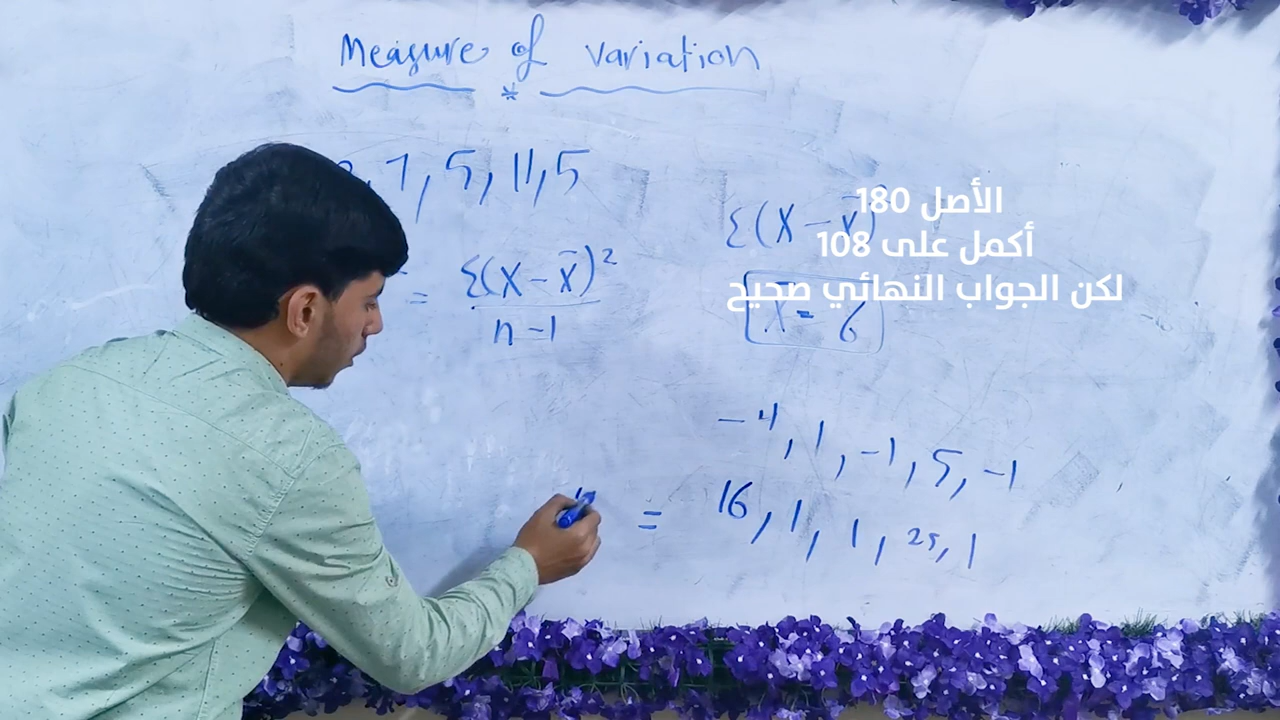 Measure of variation
*
, 7, 5, 11, 5
= Σ(X - x̄)²
n - 1
Σ(X - x̄)
الأصل 180
أكمل على 108
لكن الجواب النهائي صحيح
x̄ = 6
-4, 1, -1, 5, -1
= 16, 1, 1, 25, 1